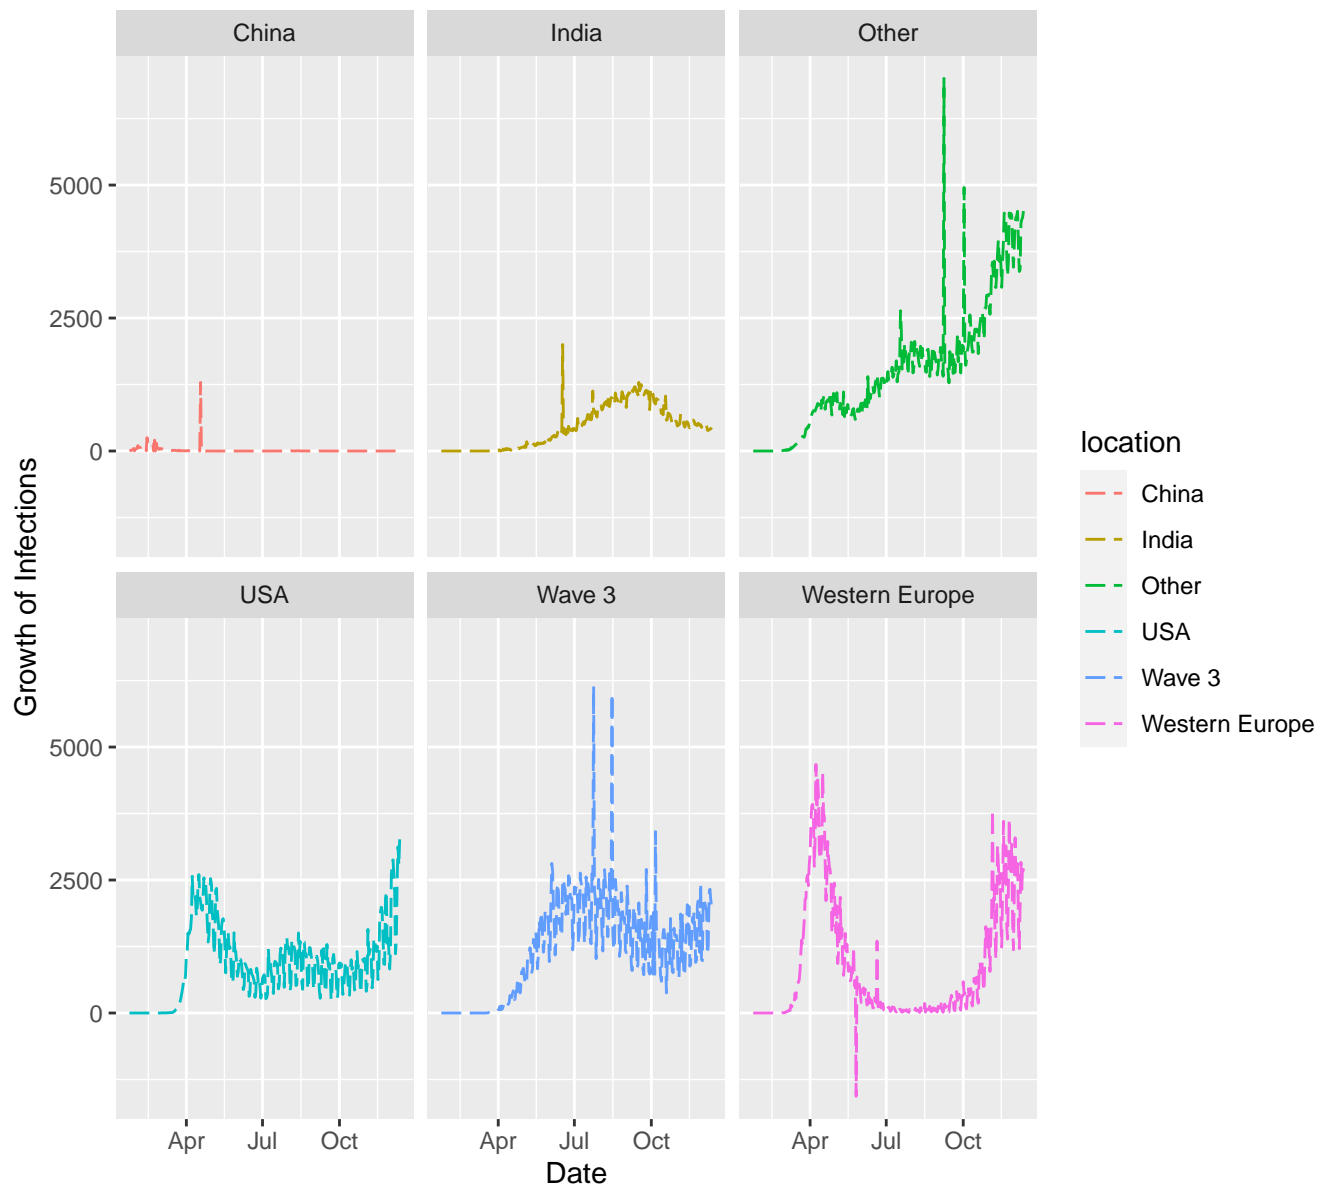 China
India
Other
5000
2500
0
USA
Wave 3
Western Europe
5000
2500
0
Apr
Jul
Oct
Apr
Jul
Oct
Apr
Jul
Oct
Date
Growth of Infections
location
China
India
Other
USA
Wave 3
Western Europe